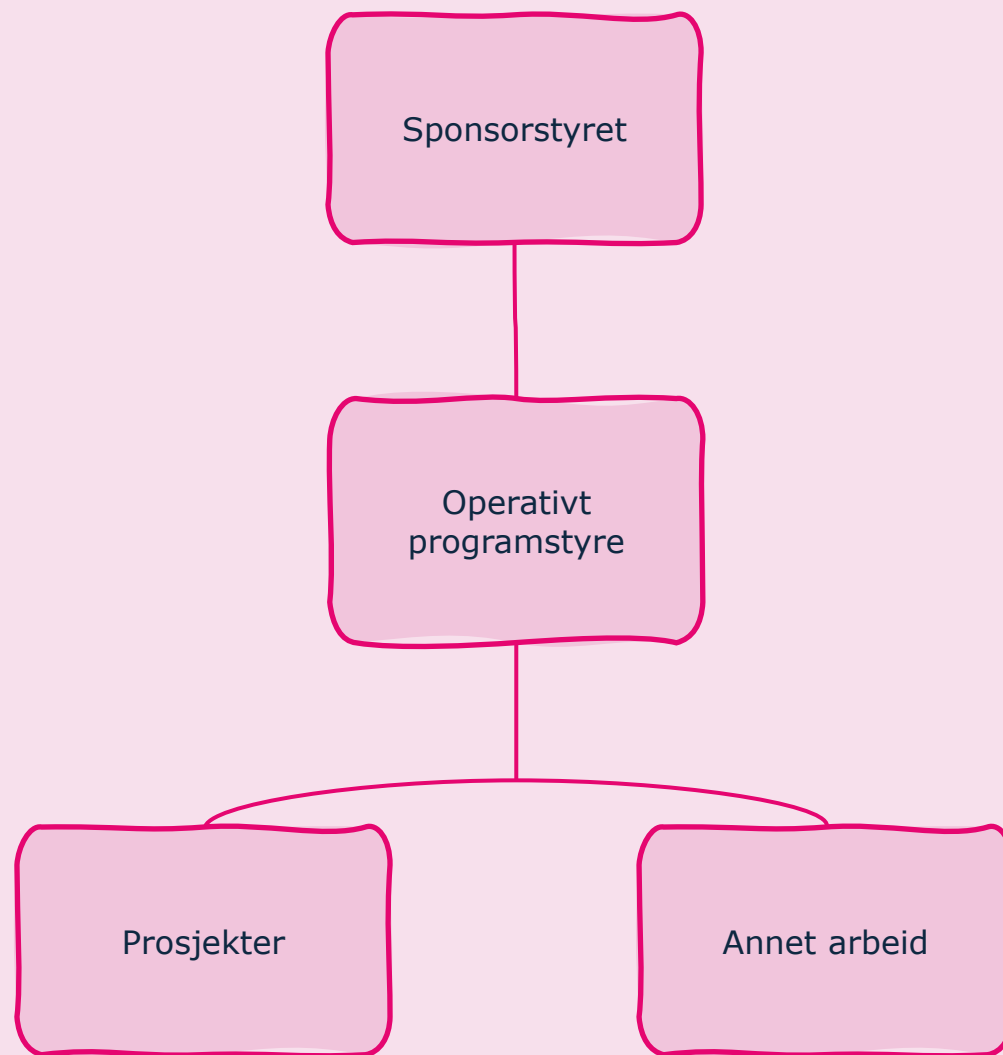 Sponsorstyret
Operativt
programstyre
Prosjekter
Annet arbeid